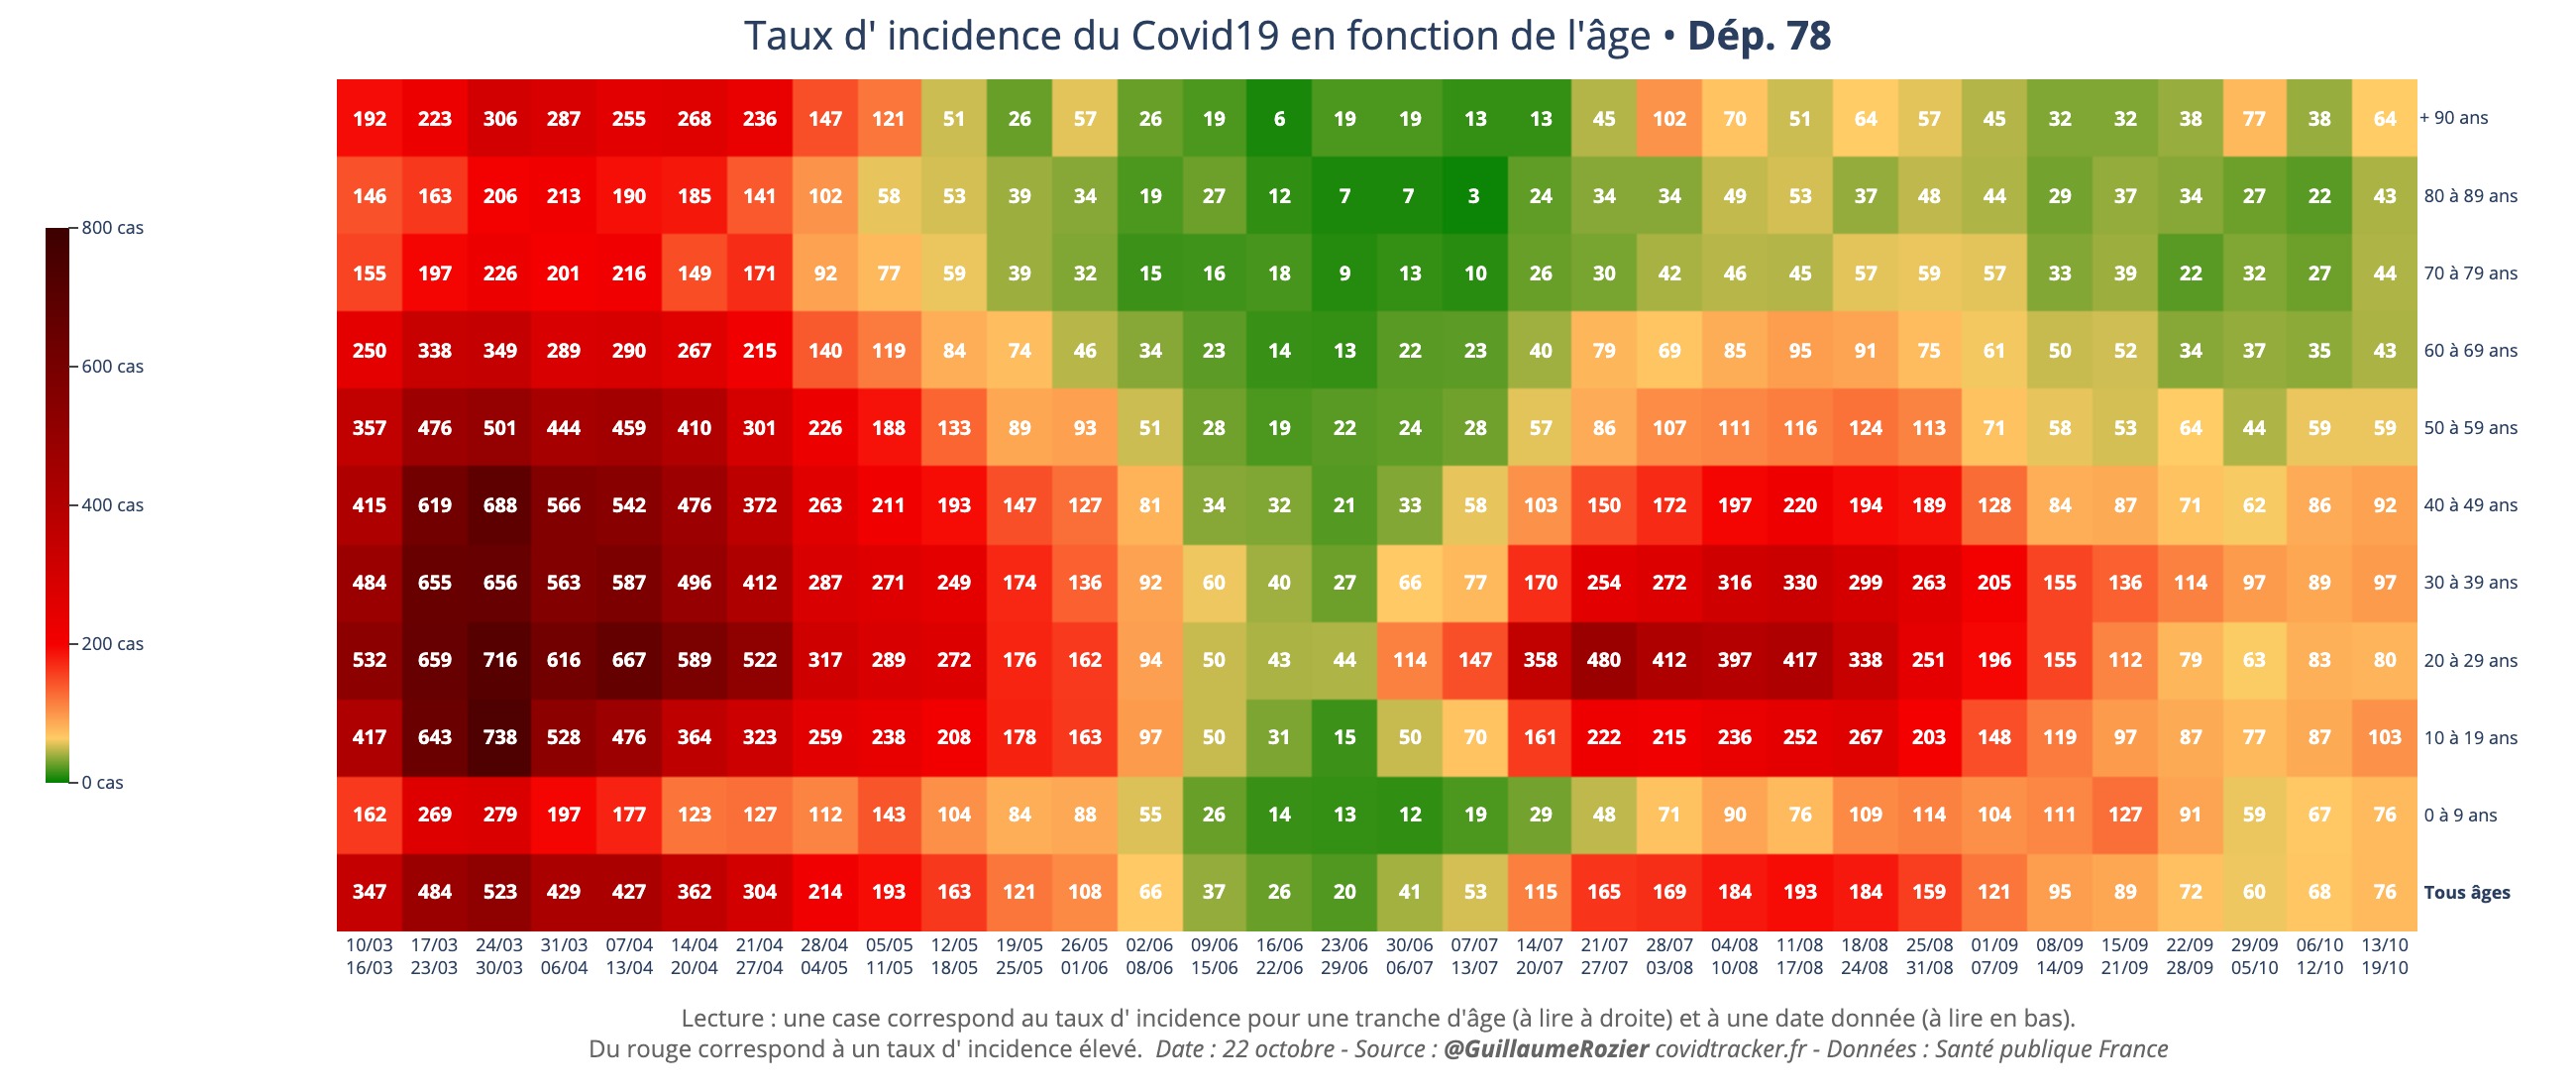 Taux d' incidence du Covid19 en fonction de l'âge • Dép. 78
800 cas
600 cas
400 cas
200 cas
0 cas
192 223 306 287 255 268 236 147 121 51 26 57 26 19 6 19 19 13 13 45 102 70 51 64 57 45 32 32 38 77 38 64 + 90 ans
146 163 206 213 190 185 141 102 58 53 39 34 19 27 12 7 7 3 24 34 34 49 53 37 48 44 29 37 34 27 22 43 80 à 89 ans
155 197 226 201 216 149 171 92 77 59 39 32 15 16 18 9 13 10 26 30 42 46 45 57 59 57 33 39 22 32 27 44 70 à 79 ans
250 338 349 289 290 267 215 140 119 84 74 46 34 23 14 13 22 23 40 79 69 85 95 91 75 61 50 52 34 37 35 43 60 à 69 ans
357 476 501 444 459 410 301 226 188 133 89 93 51 28 19 22 24 28 57 86 107 111 116 124 113 71 58 53 64 44 59 59 50 à 59 ans
415 619 688 566 542 476 372 263 211 193 147 127 81 34 32 21 33 58 103 150 172 197 220 194 189 128 84 87 71 62 86 92 40 à 49 ans
484 655 656 563 587 496 412 287 271 249 174 136 92 60 40 27 66 77 170 254 272 316 330 299 263 205 155 136 114 97 89 97 30 à 39 ans
532 659 716 616 667 589 522 317 289 272 176 162 94 50 43 44 114 147 358 480 412 397 417 338 251 196 155 112 79 63 83 80 20 à 29 ans
417 643 738 528 476 364 323 259 238 208 178 163 97 50 31 15 50 70 161 222 215 236 252 267 203 148 119 97 87 77 87 103 10 à 19 ans
162 269 279 197 177 123 127 112 143 104 84 88 55 26 14 13 12 19 29 48 71 90 76 109 114 104 111 127 91 59 67 76 0 à 9 ans
347 484 523 429 427 362 304 214 193 163 121 108 66 37 26 20 41 53 115 165 169 184 193 184 159 121 95 89 72 60 68 76 Tous âges
10/03 17/03 24/03 31/03 07/04 14/04 21/04 28/04 05/05 12/05 19/05 26/05 02/06 09/06 16/06 23/06 30/06 07/07 14/07 21/07 28/07 04/08 11/08 18/08 25/08 01/09 08/09 15/09 22/09 29/09 06/10 13/10
16/03 23/03 30/03 06/04 13/04 20/04 27/04 04/05 11/05 18/05 25/05 01/06 08/06 15/06 22/06 29/06 06/07 13/07 20/07 27/07 03/08 10/08 17/08 24/08 31/08 07/09 14/09 21/09 28/09 05/10 12/10 19/10
Lecture : une case correspond au taux d' incidence pour une tranche d'âge (à lire à droite) et à une date donnée (à lire en bas).
Du rouge correspond à un taux d' incidence élevé. Date : 22 octobre - Source : @GuillaumeRozier covidtracker.fr - Données : Santé publique France